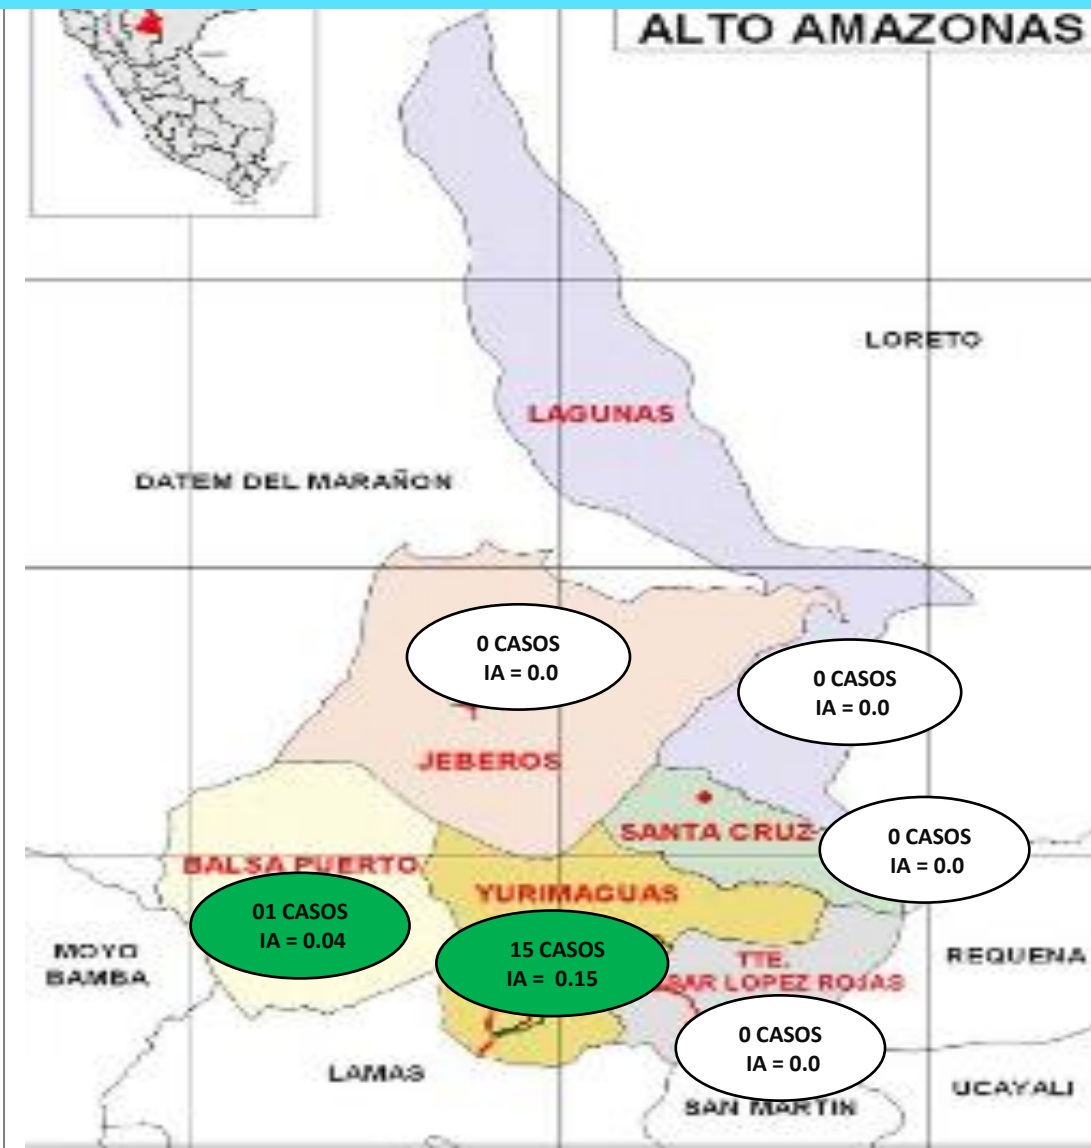 ALTO AMAZONAS
LORETO
LAGUNAS
DATEM DEL MARAÑON
0 CASOS
IA = 0.0
0 CASOS
IA = 0.0
JEBEROS
SANTA CRUZ
0 CASOS
IA = 0.0
BALSA PUERTO
YURIMAGUAS
01 CASOS
IA = 0.04
15 CASOS
IA = 0.15
MOYO
BAMBA
TTE.
SAR LOPEZ ROJAS
REQUENA
0 CASOS
IA = 0.0
LAMAS
UCAYALI
SAN MARTIN